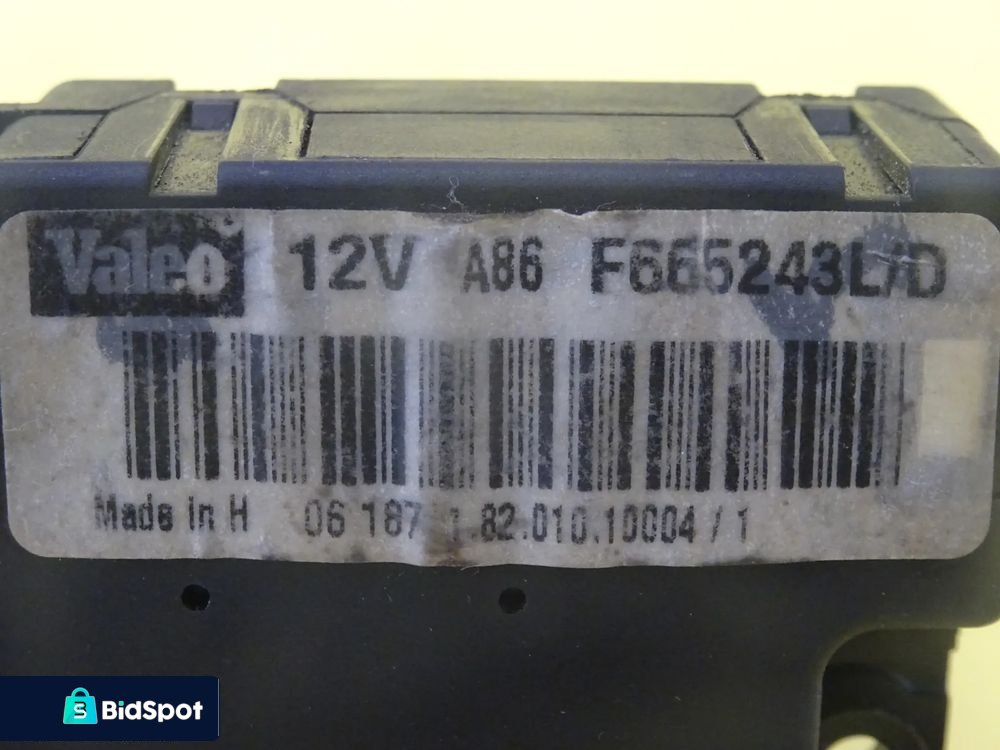 Valeo 12V A86 F665243L/D
Made in H 06 187 1.82.010.10004 / 1
BidSpot